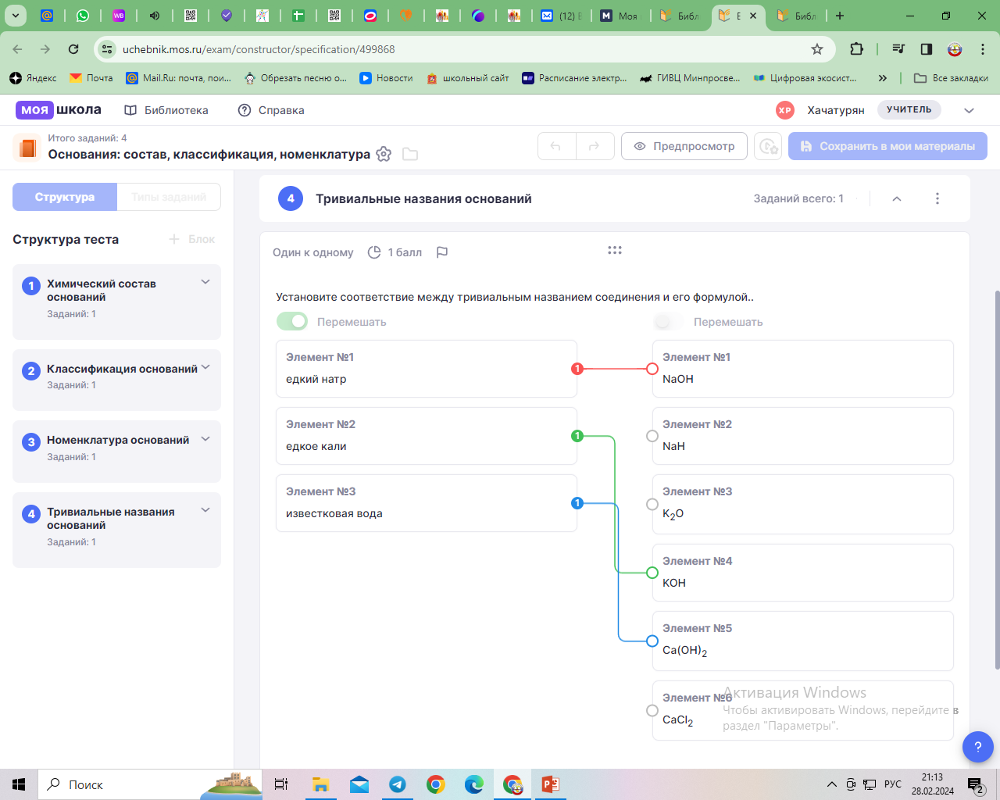 WB
(12) В
M
Моя
Библ
Е
Библ
uchebnik.mos.ru/exam/constructor/specification/499868
Яндекс
Почта
Mail.Ru: почта, пои...
Обрезать песню о...
Новости
школьный сайт
Расписание электр...
ГИВЦ Минпросве...
Цифровая экосист...
Все закладки
моя школа
Библиотека
Справка
ХР
Хачатурян
УЧИТЕЛЬ
Итого заданий: 4
Основания: состав, классификация, номенклатура
Предпросмотр
Сохранить в мои материалы
Структура
Типы заданий
Структура теста
+ Блок
1
Химический состав
оснований
Заданий: 1
2
Классификация оснований
Заданий: 1
3
Номенклатура оснований
Заданий: 1
4
Тривиальные названия
оснований
Заданий: 1
4
Тривиальные названия оснований
Заданий всего: 1
Один к одному
1 балл
Установите соответствие между тривиальным названием соединения и его формулой..
Перемешать
Перемешать
Элемент №1
едкий натр
1
Элемент №1
NaOH
Элемент №2
едкое кали
1
Элемент №2
NaH
Элемент №3
известковая вода
1
Элемент №3
K2O
Элемент №4
KOH
Элемент №5
Ca(OH)2
Элемент №6
CaCl2
Активация Windows
Чтобы активировать Windows, перейдите в
раздел "Параметры".
?
Поиск
РУС
21:13
28.02.2024
2